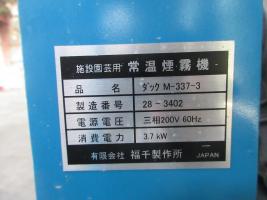 施設園芸用 常温煙霧機
品名 ダック M-337-3
製造番号 28-3402
電源電圧 三相200V 60Hz
消費電力 3.7kW
有限会社 福千製作所 JAPAN